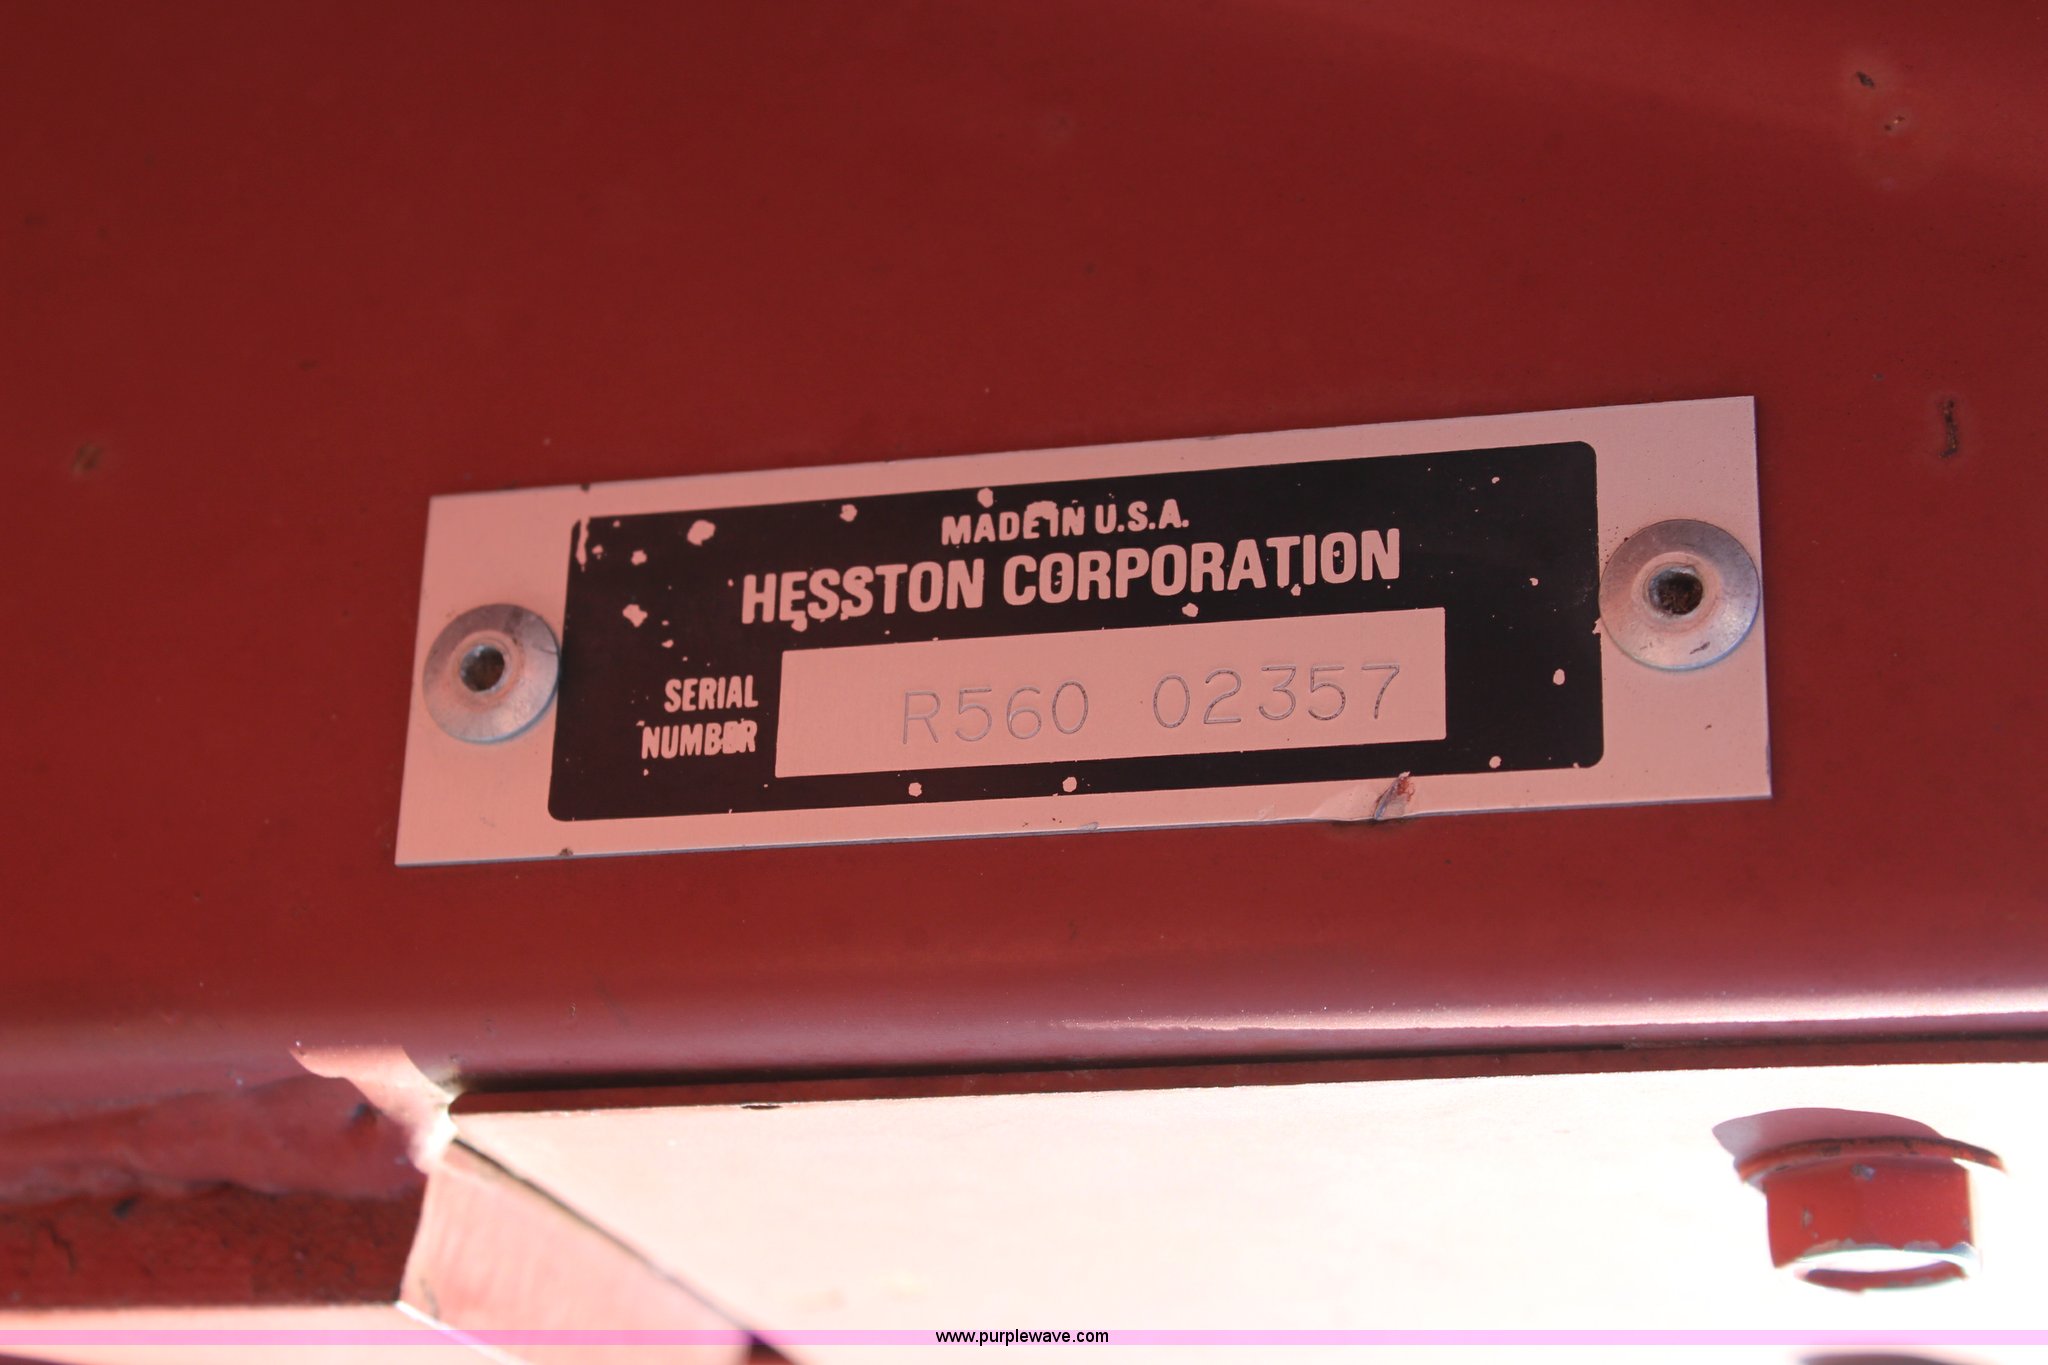 MADE IN U.S.A.
HESSTON CORPORATION
SERIAL
NUMBER
R560 02357
www.purplewave.com